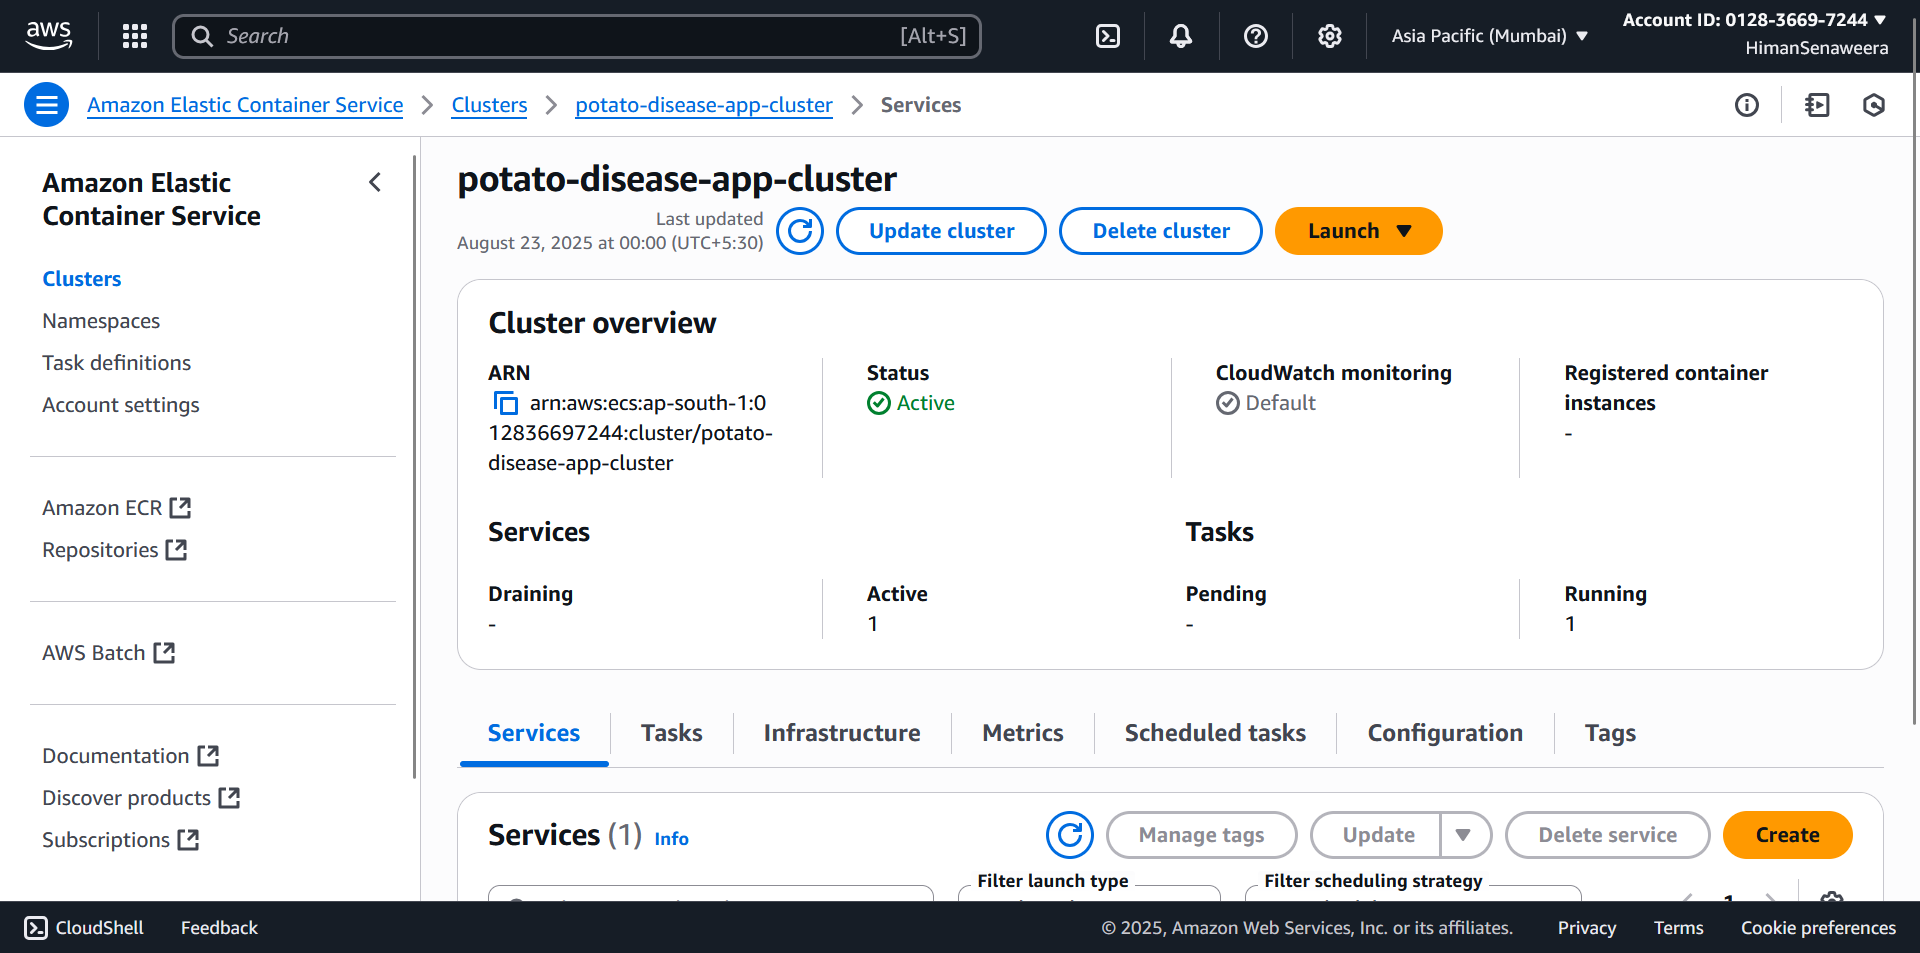 aws
Search
[Alt+S]
Asia Pacific (Mumbai)
Account ID: 0128-3669-7244
HimanSenaweera
Amazon Elastic Container Service
Clusters
potato-disease-app-cluster
Services
Amazon Elastic
Container Service
Clusters
Namespaces
Task definitions
Account settings
Amazon ECR
Repositories
AWS Batch
Documentation
Discover products
Subscriptions
potato-disease-app-cluster
Last updated
August 23, 2025 at 00:00 (UTC+5:30)
Update cluster
Delete cluster
Launch
Cluster overview
ARN
arn:aws:ecs:ap-south-1:0
12836697244:cluster/potato-
disease-app-cluster
Status
Active
CloudWatch monitoring
Default
Registered container
instances
-
Services
Tasks
Draining
-
Active
1
Pending
-
Running
1
Services
Tasks
Infrastructure
Metrics
Scheduled tasks
Configuration
Tags
Services (1)
Info
Manage tags
Update
Delete service
Create
Filter launch type
Filter scheduling strategy
1
CloudShell
Feedback
© 2025, Amazon Web Services, Inc. or its affiliates.
Privacy
Terms
Cookie preferences